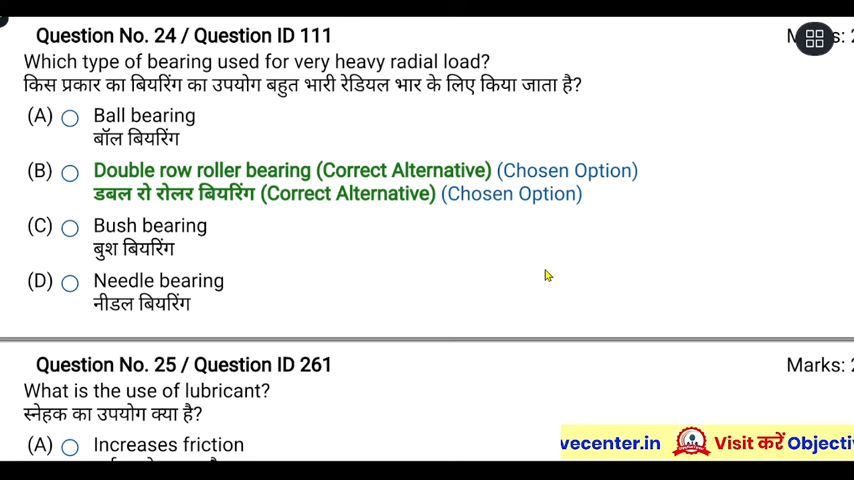 Question No. 24 / Question ID 111
Which type of bearing used for very heavy radial load?
किस प्रकार का बियरिंग का उपयोग बहुत भारी रेडियल भार के लिए किया जाता है?
(A) Ball bearing
बॉल बियरिंग
(B) Double row roller bearing (Correct Alternative) (Chosen Option)
डबल रो रोलर बियरिंग (Correct Alternative) (Chosen Option)
(C) Bush bearing
बुश बियरिंग
(D) Needle bearing
नीडल बियरिंग
Question No. 25 / Question ID 261
Marks: 2
What is the use of lubricant?
स्नेहक का उपयोग क्या है?
(A) Increases friction
vecenter.in Visit करें Objecti